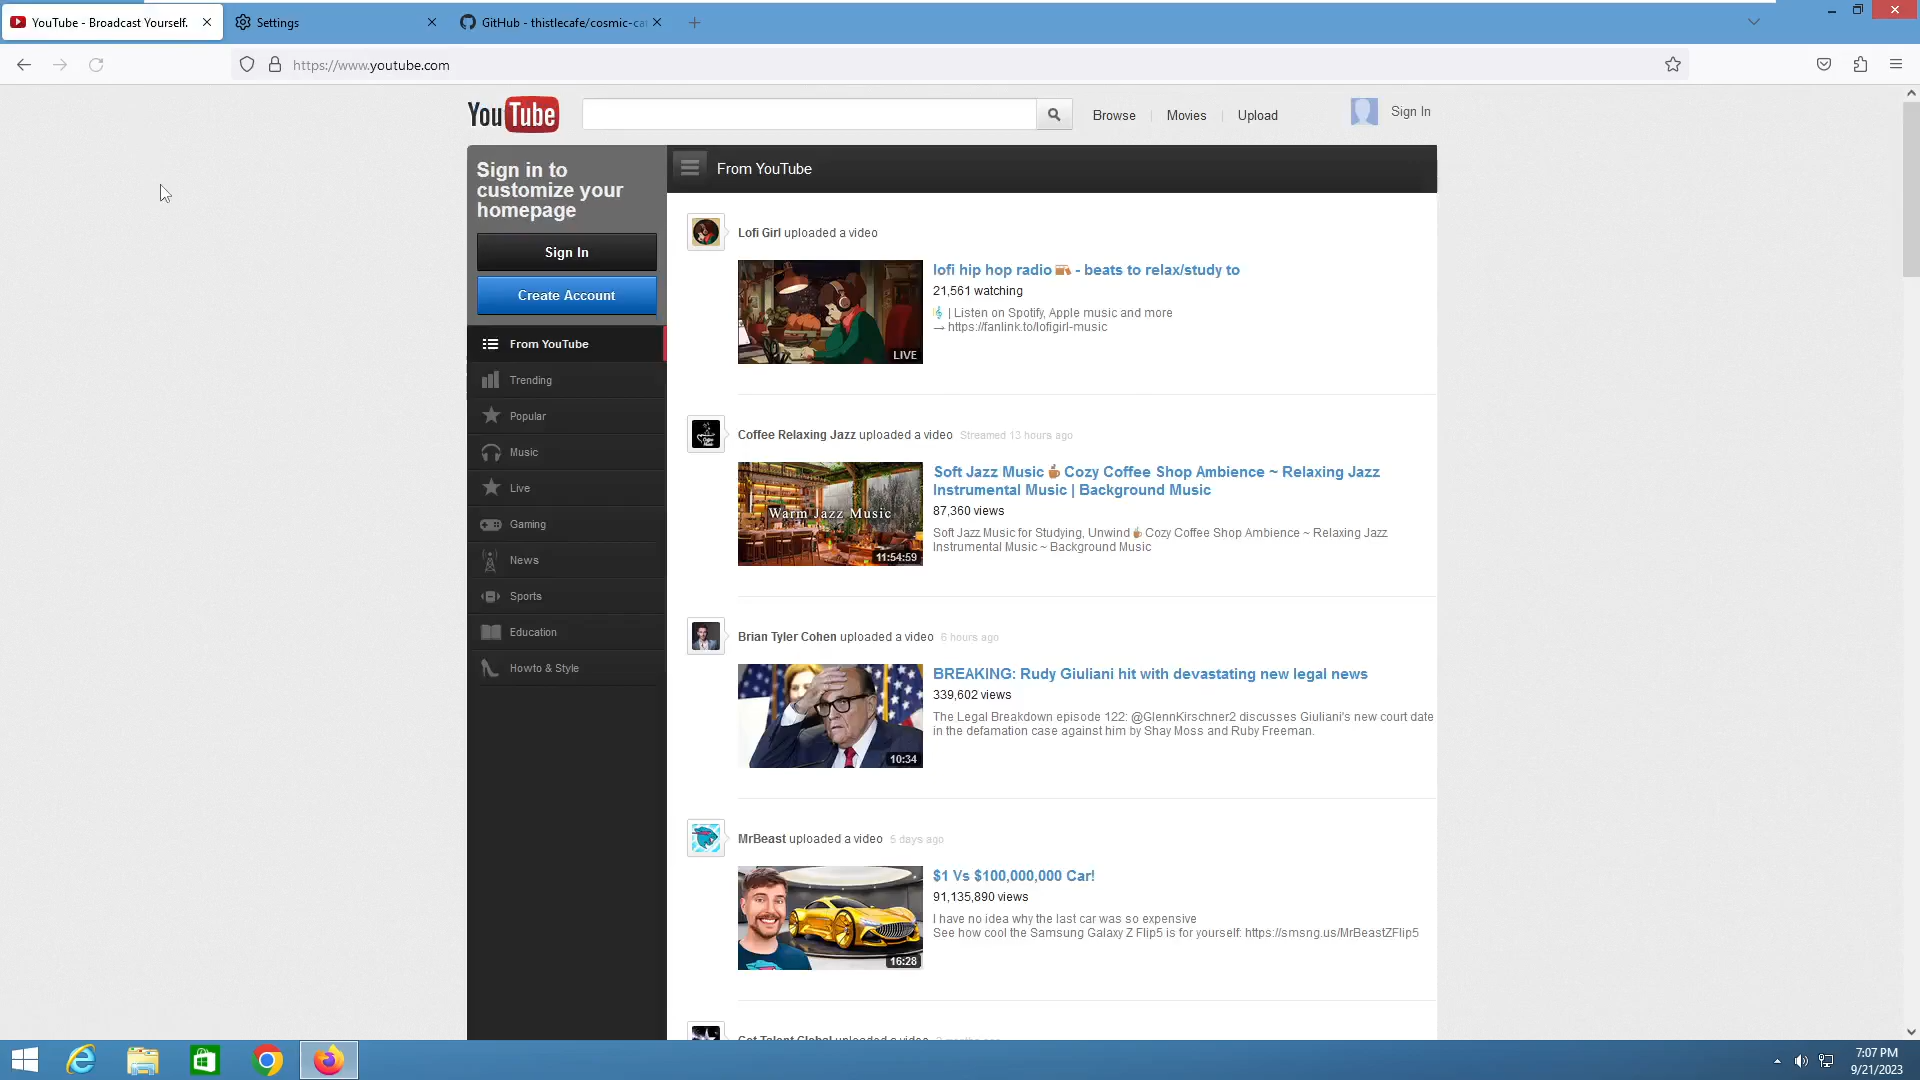 YouTube - Broadcast Yourself.
Settings
GitHub - thistlecafe/cosmic-ca
https://www.youtube.com
YouTube
Browse
Movies
Upload
Sign In
Sign in to
customize your
homepage
Sign In
Create Account
From YouTube
Trending
Popular
Music
Live
Gaming
News
Sports
Education
Howto & Style
From YouTube
Lofi Girl uploaded a video
LIVE
lofi hip hop radio 📻 - beats to relax/study to
21,561 watching
🎼 | Listen on Spotify, Apple music and more
→ https://fanlink.to/lofigirl-music
Coffee Relaxing Jazz uploaded a video Streamed 13 hours ago
Warm Jazz Music
11:54:59
Soft Jazz Music ☕ Cozy Coffee Shop Ambience ~ Relaxing Jazz
Instrumental Music | Background Music
87,360 views
Soft Jazz Music for Studying, Unwind ☕ Cozy Coffee Shop Ambience ~ Relaxing Jazz
Instrumental Music ~ Background Music
Brian Tyler Cohen uploaded a video 6 hours ago
10:34
BREAKING: Rudy Giuliani hit with devastating new legal news
339,602 views
The Legal Breakdown episode 122: @GlennKirschner2 discusses Giuliani's new court date
in the defamation case against him by Shay Moss and Ruby Freeman.
MrBeast uploaded a video 5 days ago
16:28
$1 Vs $100,000,000 Car!
91,135,890 views
I have no idea why the last car was so expensive
See how cool the Samsung Galaxy Z Flip5 is for yourself: https://smsng.us/MrBeastZFlip5
Got Talent Global uploaded a video
7:07 PM
9/21/2023